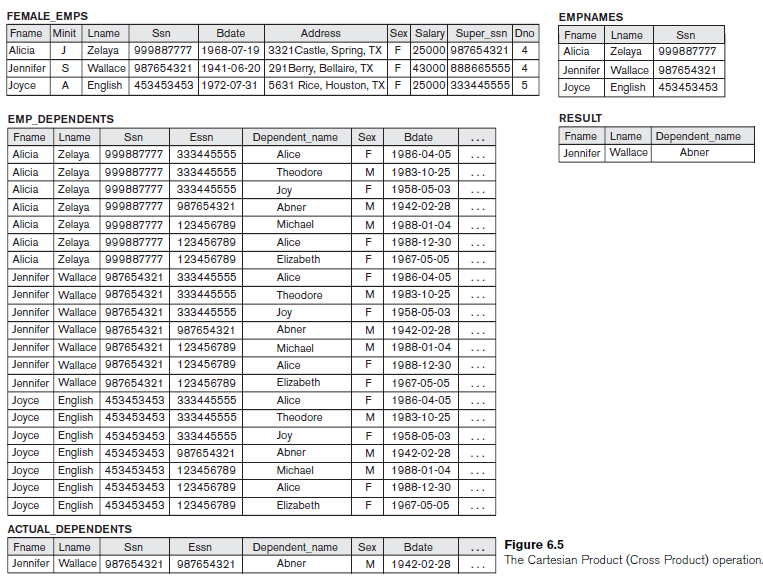 FEMALE_EMPS
Fname Minit Lname Ssn Bdate Address Sex Salary Super_ssn Dno
Alicia J Zelaya 999887777 1968-07-19 3321Castle, Spring, TX F 25000 987654321 4
Jennifer S Wallace 987654321 1941-06-20 291Berry, Bellaire, TX F 43000 888665555 4
Joyce A English 453453453 1972-07-31 5631 Rice, Houston, TX F 25000 333445555 5
EMPNAMES
Fname Lname Ssn
Alicia Zelaya 999887777
Jennifer Wallace 987654321
Joyce English 453453453
EMP_DEPENDENTS
Fname Lname Ssn Essn Dependent_name Sex Bdate ...
Alicia Zelaya 999887777 333445555 Alice F 1986-04-05 ...
Alicia Zelaya 999887777 333445555 Theodore M 1983-10-25 ...
Alicia Zelaya 999887777 333445555 Joy F 1958-05-03 ...
Alicia Zelaya 999887777 987654321 Abner M 1942-02-28 ...
Alicia Zelaya 999887777 123456789 Michael M 1988-01-04 ...
Alicia Zelaya 999887777 123456789 Alice F 1988-12-30 ...
Alicia Zelaya 999887777 123456789 Elizabeth F 1967-05-05 ...
Jennifer Wallace 987654321 333445555 Alice F 1986-04-05 ...
Jennifer Wallace 987654321 333445555 Theodore M 1983-10-25 ...
Jennifer Wallace 987654321 333445555 Joy F 1958-05-03 ...
Jennifer Wallace 987654321 987654321 Abner M 1942-02-28 ...
Jennifer Wallace 987654321 123456789 Michael M 1988-01-04 ...
Jennifer Wallace 987654321 123456789 Alice F 1988-12-30 ...
Jennifer Wallace 987654321 123456789 Elizabeth F 1967-05-05 ...
Joyce English 453453453 333445555 Alice F 1986-04-05 ...
Joyce English 453453453 333445555 Theodore M 1983-10-25 ...
Joyce English 453453453 333445555 Joy F 1958-05-03 ...
Joyce English 453453453 987654321 Abner M 1942-02-28 ...
Joyce English 453453453 123456789 Michael M 1988-01-04 ...
Joyce English 453453453 123456789 Alice F 1988-12-30 ...
Joyce English 453453453 123456789 Elizabeth F 1967-05-05 ...
RESULT
Fname Lname Dependent_name
Jennifer Wallace Abner
ACTUAL_DEPENDENTS
Fname Lname Ssn Essn Dependent_name Sex Bdate ...
Jennifer Wallace 987654321 987654321 Abner M 1942-02-28 ...
Figure 6.5
The Cartesian Product (Cross Product) operation.